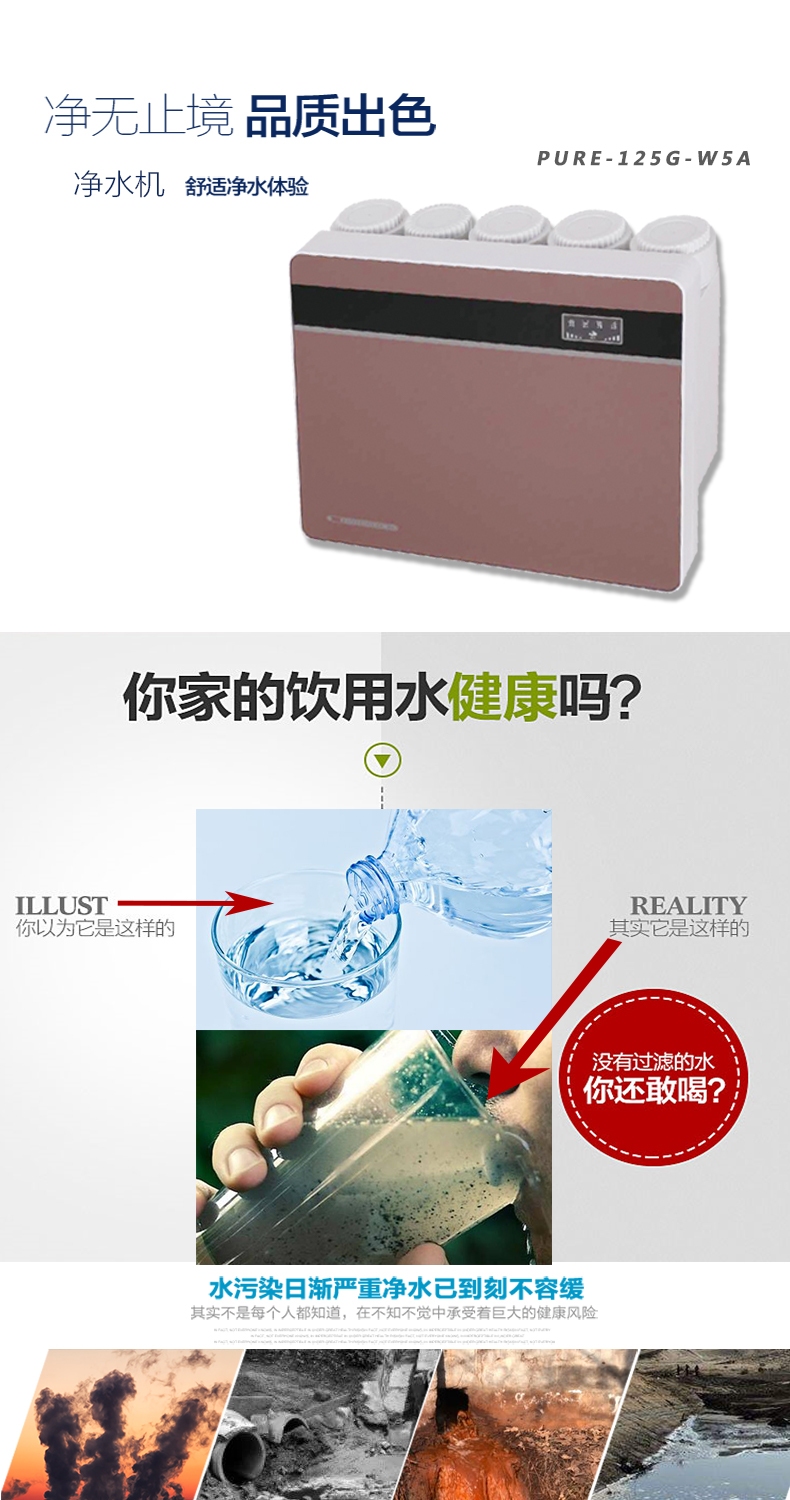 净无止境 品质出色
PURE-125G-W5A
净水机 舒适净水体验
你家的饮用水健康吗?
ILLUST
你以为它是这样的
REALITY
其实它是这样的
没有过滤的水
你还敢喝?
水污染日渐严重净水已到刻不容缓
其实不是每个人都知道，在不知不觉中承受着巨大的健康风险